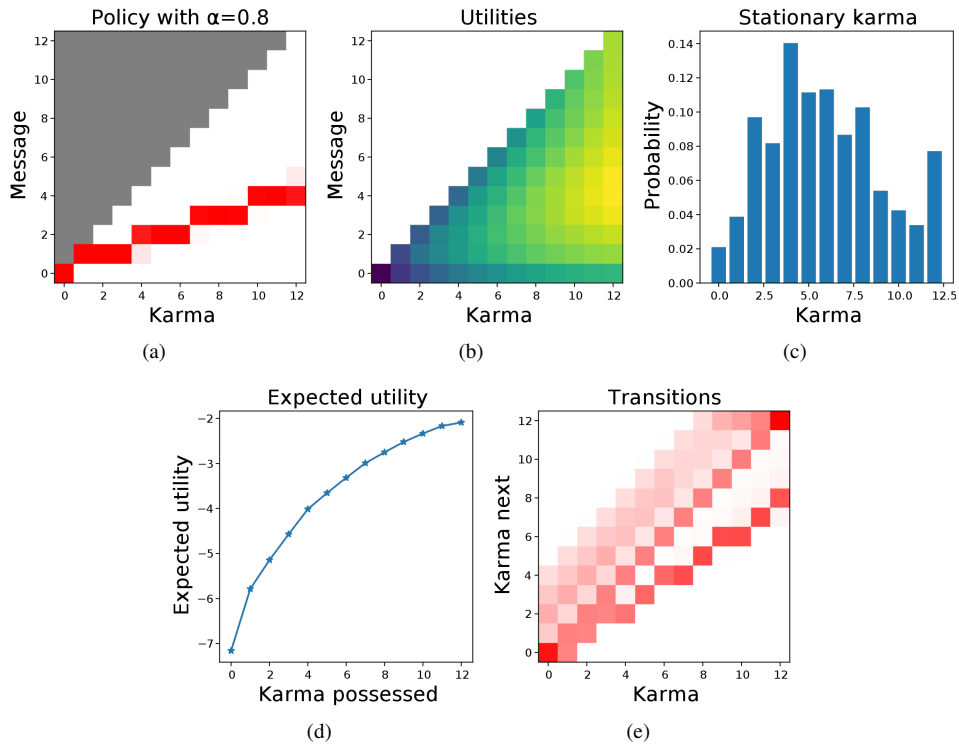 Policy with α=0.8
Message
12
10
8
6
4
2
0
0 2 4 6 8 10 12
Karma
(a)
Utilities
Message
12
10
8
6
4
2
0
0 2 4 6 8 10 12
Karma
(b)
Stationary karma
Probability
0.14
0.12
0.10
0.08
0.06
0.04
0.02
0.00
0.0 2.5 5.0 7.5 10.0 12.5
Karma
(c)
Expected utility
Expected utility
−2
−3
−4
−5
−6
−7
0 2 4 6 8 10 12
Karma possessed
(d)
Transitions
Karma next
12
10
8
6
4
2
0
0 2 4 6 8 10 12
Karma
(e)